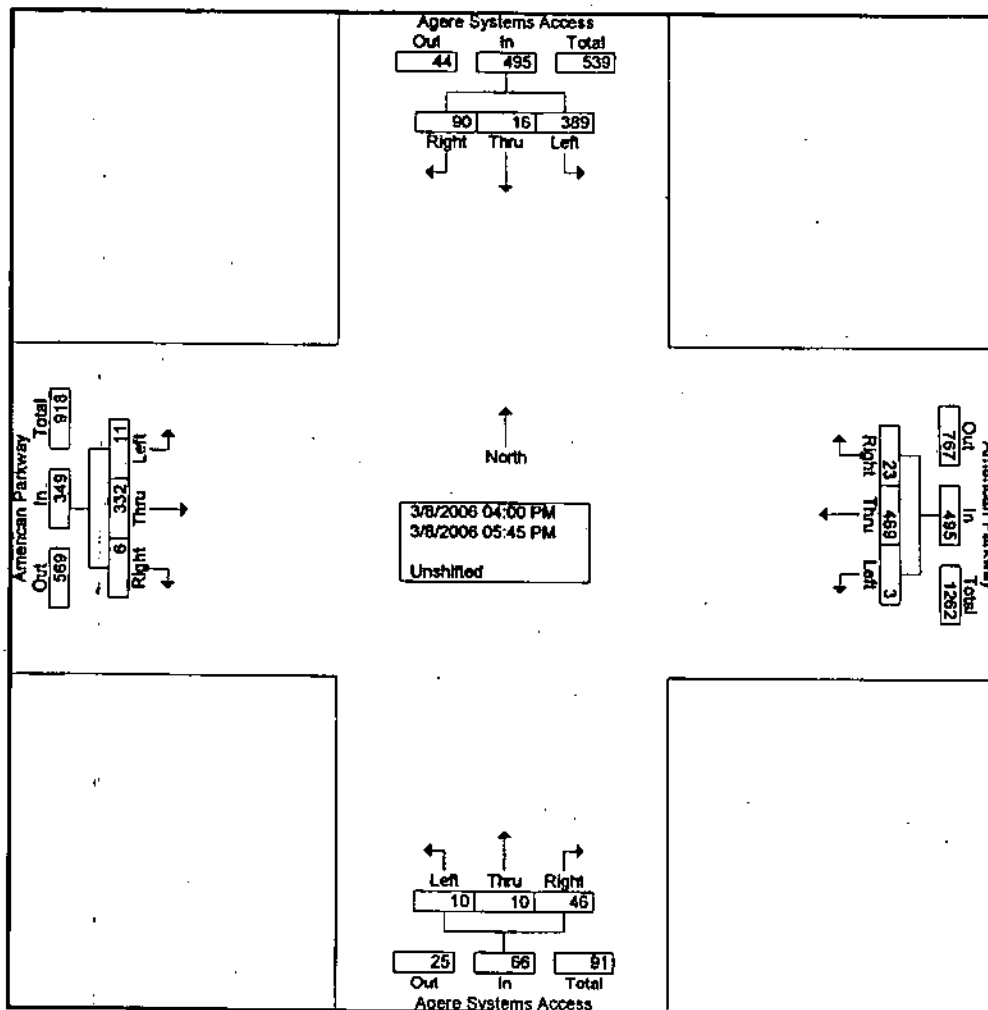 Agere Systems Access
Out In Total
44 495 539
90 16 389
Right Thru Left
American Parkway
Total In Out
918 349 569
11 332 6
Left Thru Right
North
3/8/2006 04:00 PM
3/8/2006 05:45 PM
Unshifted
Right Thru Left
23 469 3
Out In Total
767 495 1262
American Parkway
Left Thru Right
10 10 46
25 66 91
Out In Total
Agere Systems Access